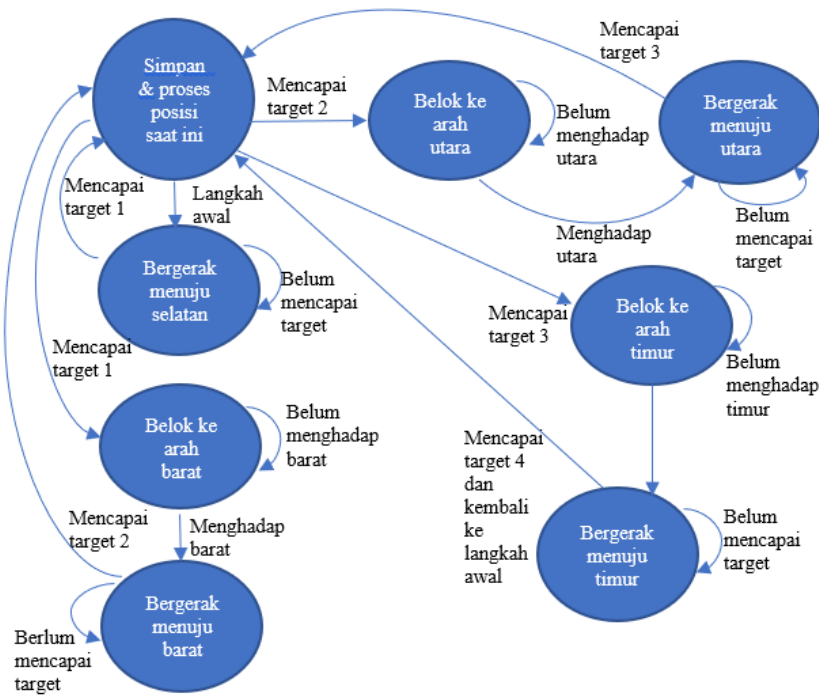 Simpan
& proses
posisi
saat ini
Mencapai
target 2
Belok ke
arah
utara
Belum
menghadap
utara
Mencapai
target 3
Bergerak
menuju
utara
Menghadap
utara
Belum
mencapai
target
Mencapai
target 1
Langkah
awal
Bergerak
menuju
selatan
Belum
mencapai
target
Mencapai
target 3
Belok ke
arah
timur
Belum
menghadap
timur
Mencapai
target 1
Belok ke
arah
barat
Belum
menghadap
barat
Mencapai
target 4
dan
kembali
ke
langkah
awal
Bergerak
menuju
timur
Belum
mencapai
target
Mencapai
target 2
Menghadap
barat
Bergerak
menuju
barat
Berlum
mencapai
target